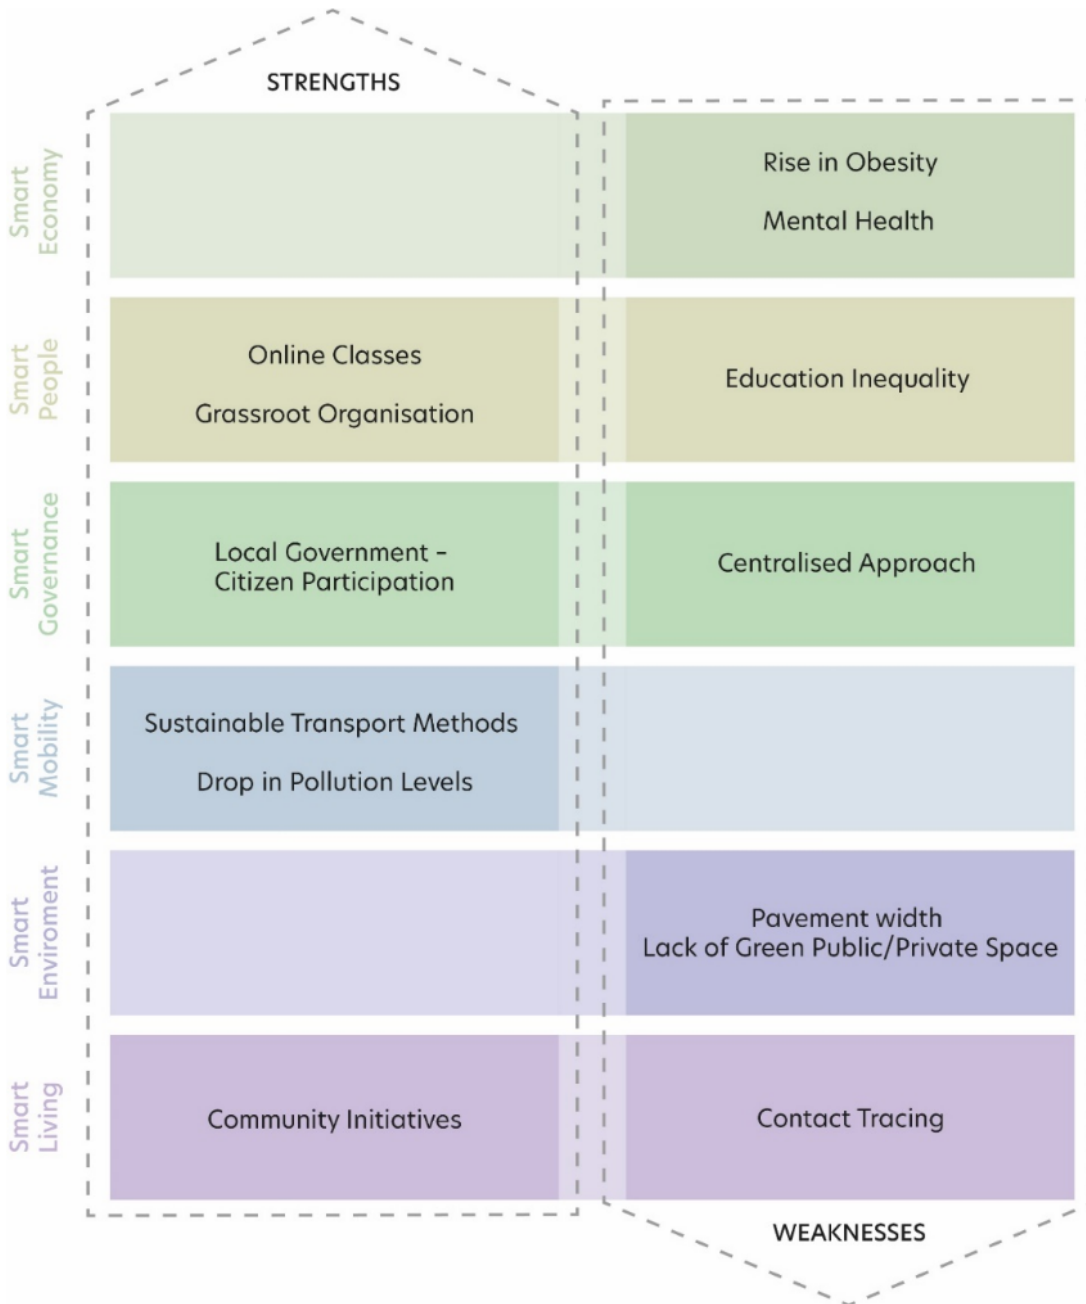 STRENGTHS
Smart
Economy
Rise in Obesity
Mental Health
Smart
People
Online Classes
Grassroot Organisation
Education Inequality
Smart
Governance
Local Government –
Citizen Participation
Centralised Approach
Smart
Mobility
Sustainable Transport Methods
Drop in Pollution Levels
Smart
Enviroment
Pavement width
Lack of Green Public/Private Space
Smart
Living
Community Initiatives
Contact Tracing
WEAKNESSES